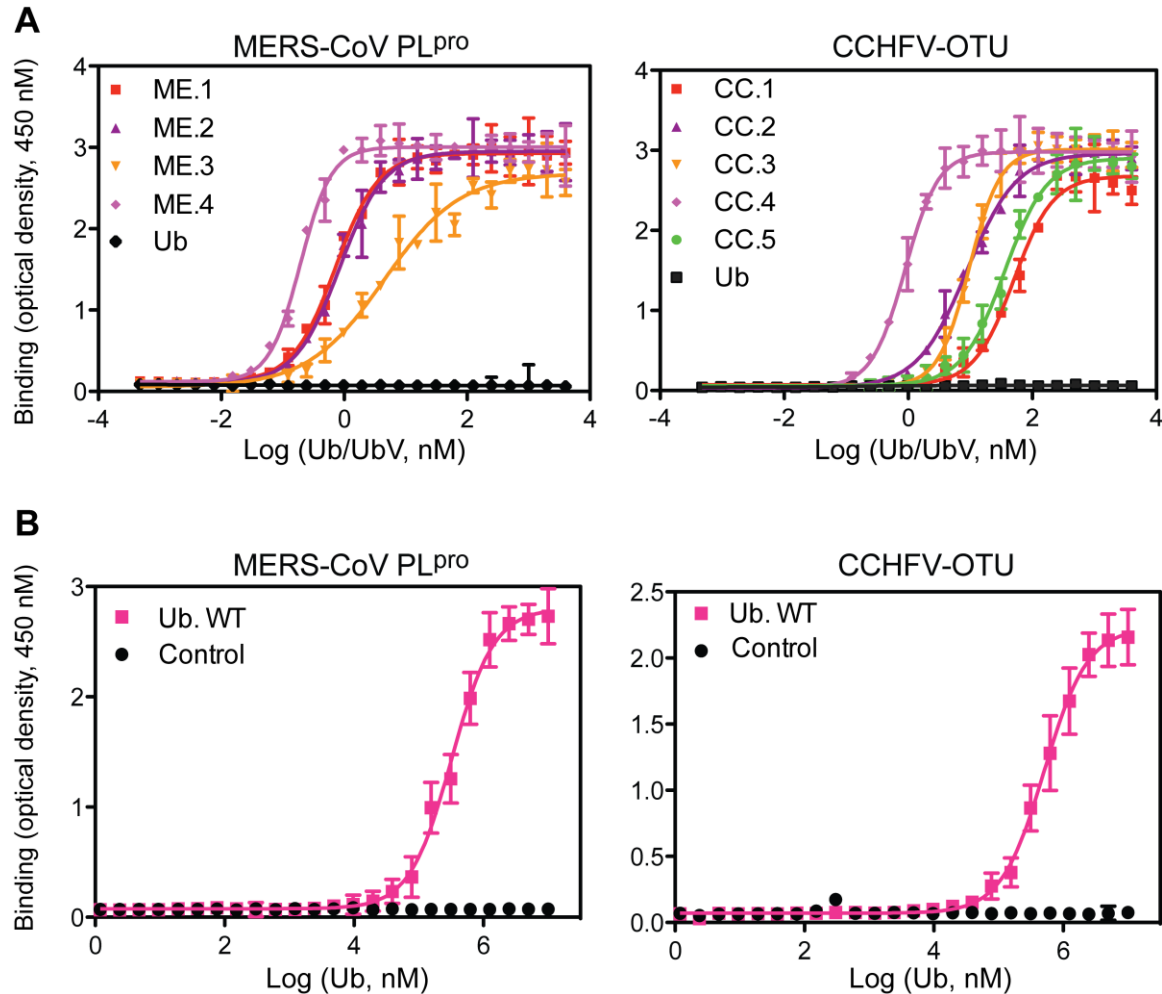 A
MERS-CoV PLpro
CCHFV-OTU
Binding (optical density, 450 nM)
4
3
2
1
0
ME.1
ME.2
ME.3
ME.4
Ub
-4
-2
0
2
4
Log (Ub/UbV, nM)
4
3
2
1
0
CC.1
CC.2
CC.3
CC.4
CC.5
Ub
-4
-2
0
2
4
Log (Ub/UbV, nM)
B
MERS-CoV PLpro
CCHFV-OTU
Binding (optical density, 450 nM)
3
2
1
0
Ub. WT
Control
0
2
4
6
Log (Ub, nM)
2.5
2.0
1.5
1.0
0.5
0.0
Ub. WT
Control
0
2
4
6
Log (Ub, nM)